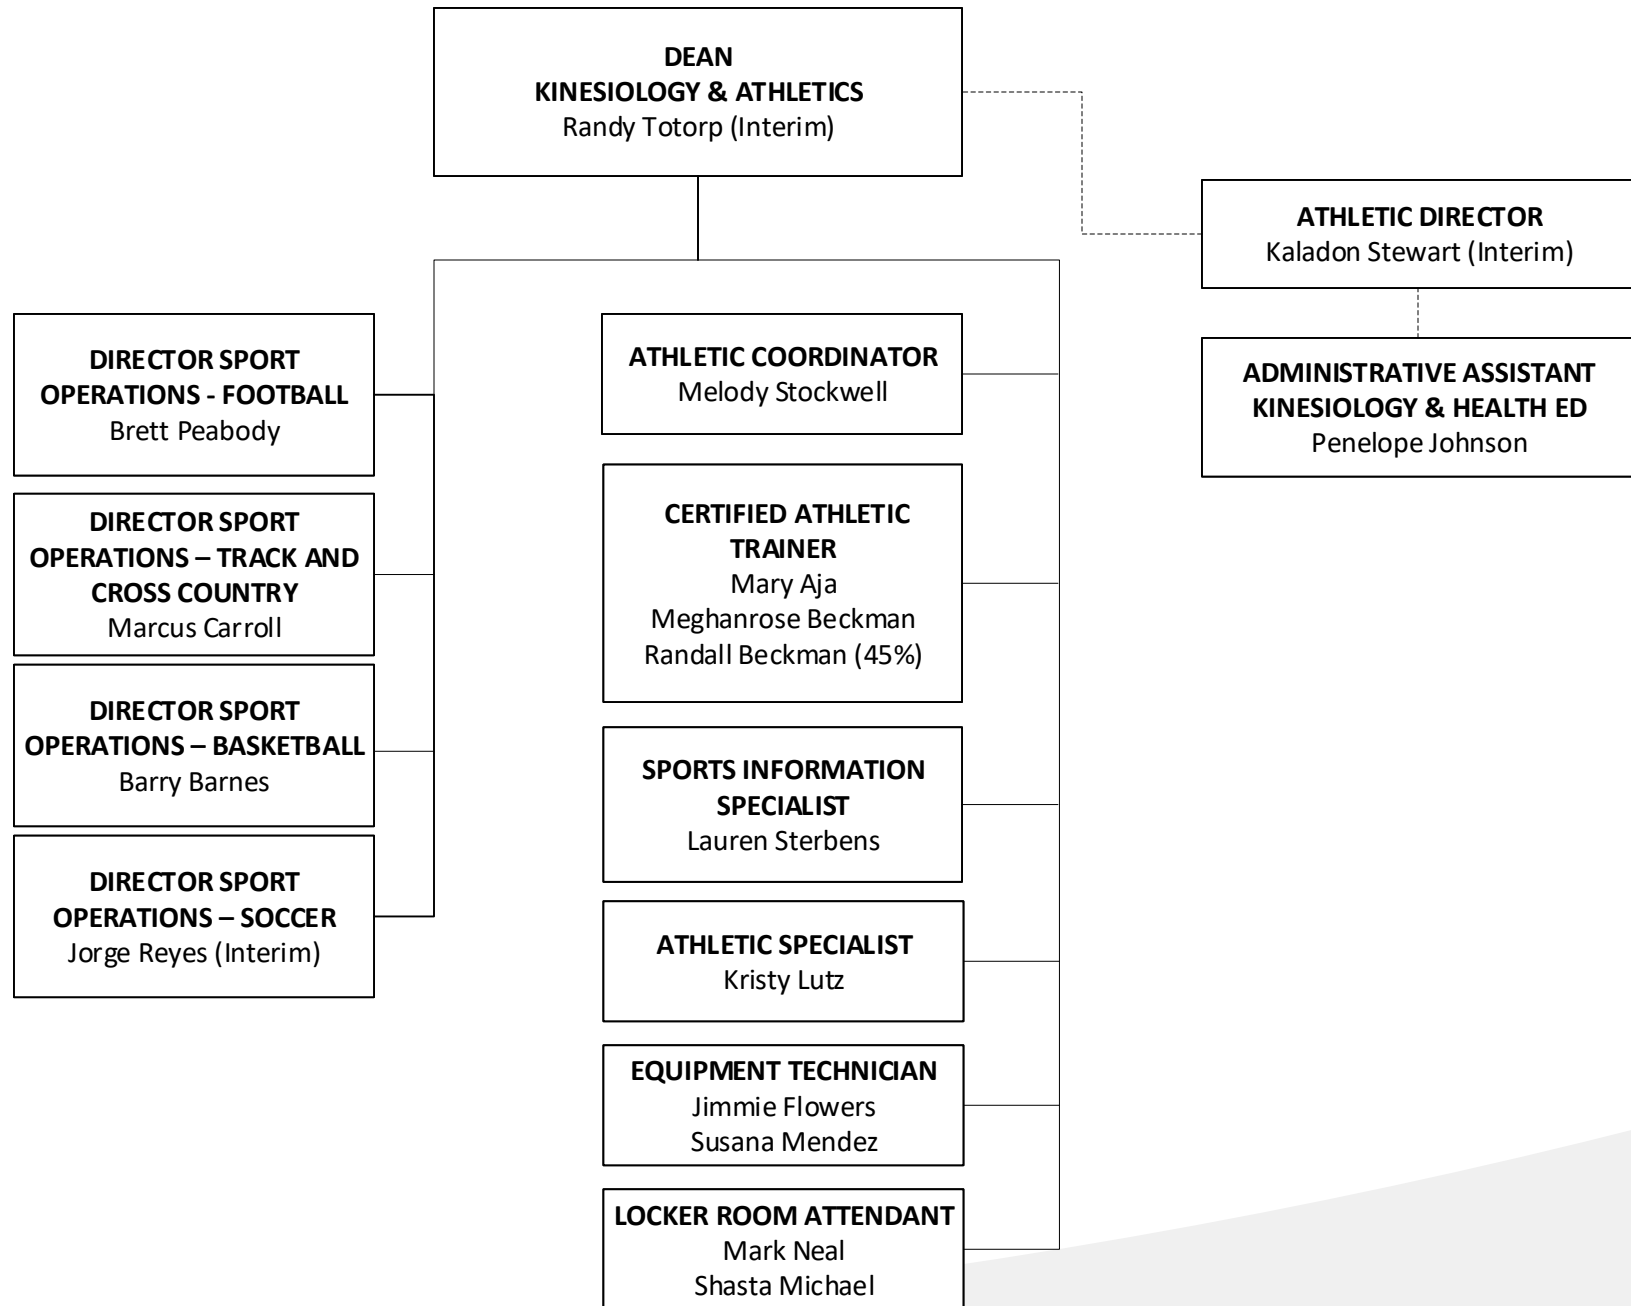 DEAN
KINESIOLOGY & ATHLETICS
Randy Totorp (Interim)
ATHLETIC DIRECTOR
Kaladon Stewart (Interim)
ADMINISTRATIVE ASSISTANT
KINESIOLOGY & HEALTH ED
Penelope Johnson
DIRECTOR SPORT
OPERATIONS - FOOTBALL
Brett Peabody
DIRECTOR SPORT
OPERATIONS – TRACK AND
CROSS COUNTRY
Marcus Carroll
DIRECTOR SPORT
OPERATIONS – BASKETBALL
Barry Barnes
DIRECTOR SPORT
OPERATIONS – SOCCER
Jorge Reyes (Interim)
ATHLETIC COORDINATOR
Melody Stockwell
CERTIFIED ATHLETIC
TRAINER
Mary Aja
Meghanrose Beckman
Randall Beckman (45%)
SPORTS INFORMATION
SPECIALIST
Lauren Sterbens
ATHLETIC SPECIALIST
Kristy Lutz
EQUIPMENT TECHNICIAN
Jimmie Flowers
Susana Mendez
LOCKER ROOM ATTENDANT
Mark Neal
Shasta Michael